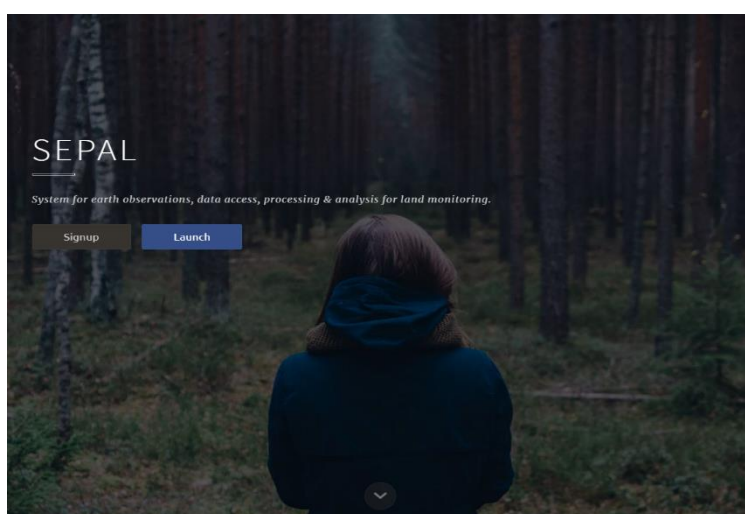 SEPAL
System for earth observations, data access, processing & analysis for land monitoring.
Signup Launch